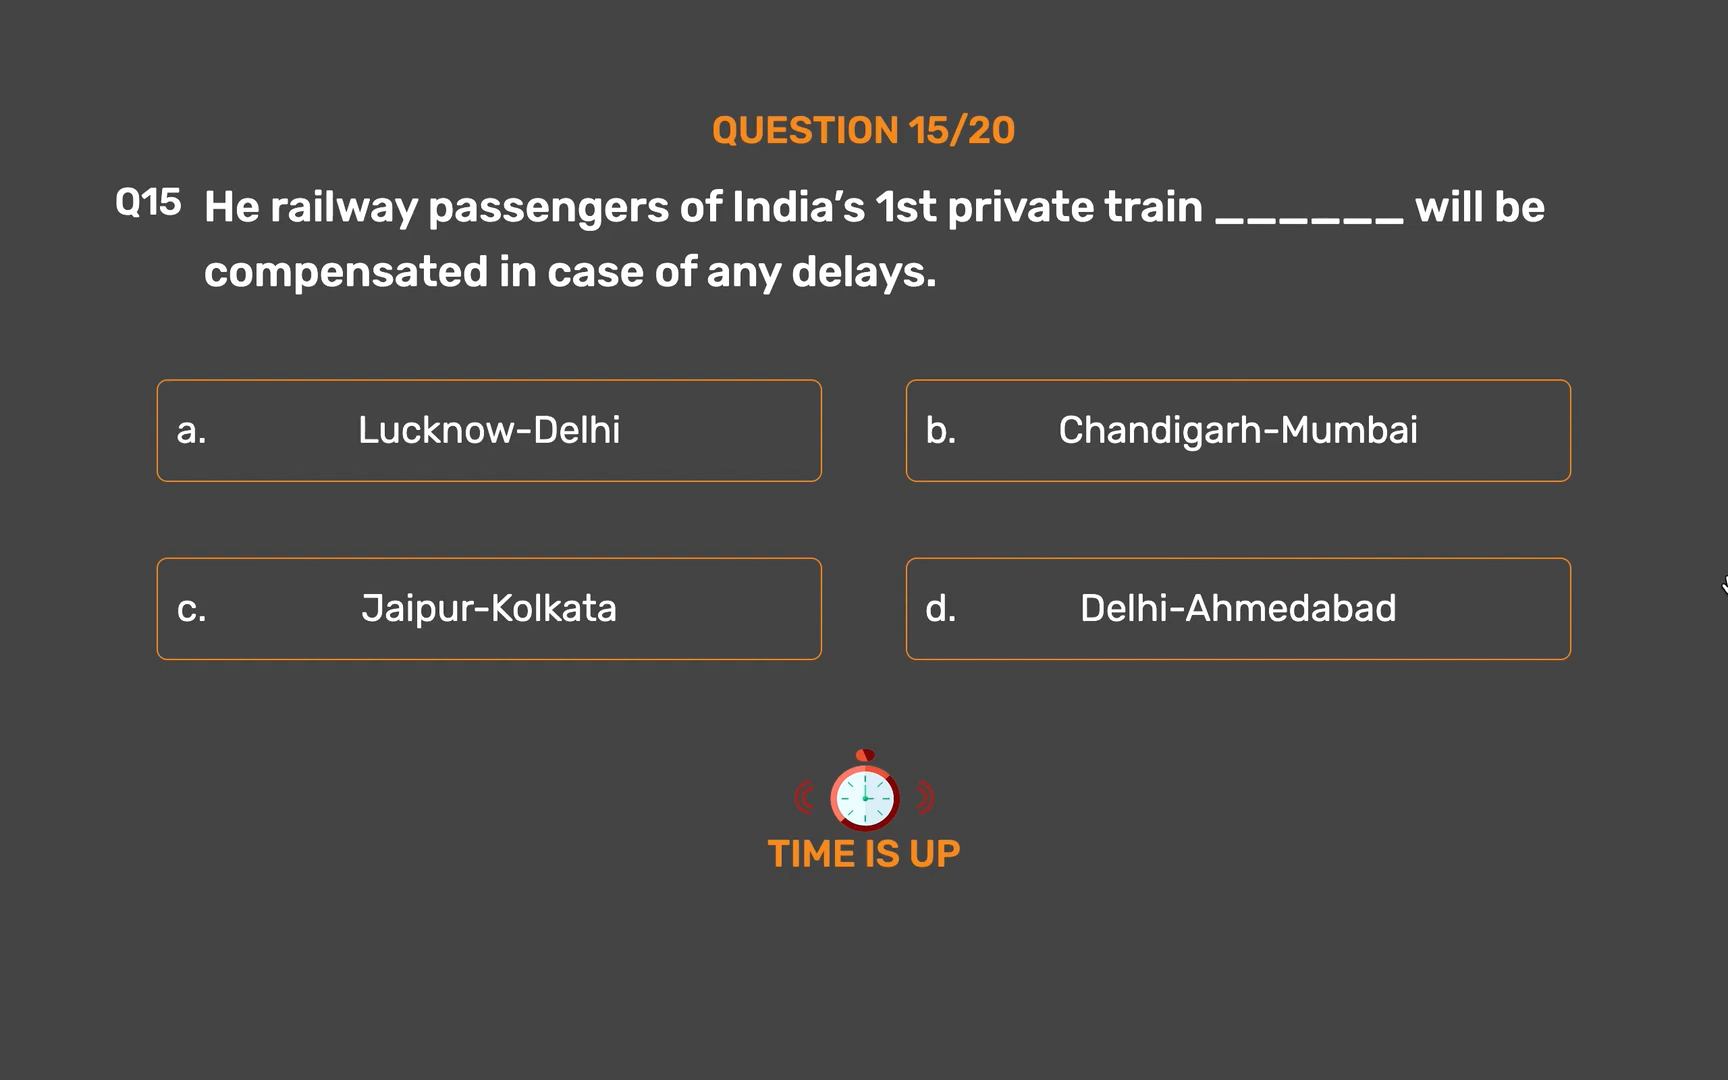 QUESTION 15/20
Q15 He railway passengers of India’s 1st private train ______ will be
compensated in case of any delays.
a. Lucknow-Delhi
b. Chandigarh-Mumbai
c. Jaipur-Kolkata
d. Delhi-Ahmedabad
TIME IS UP